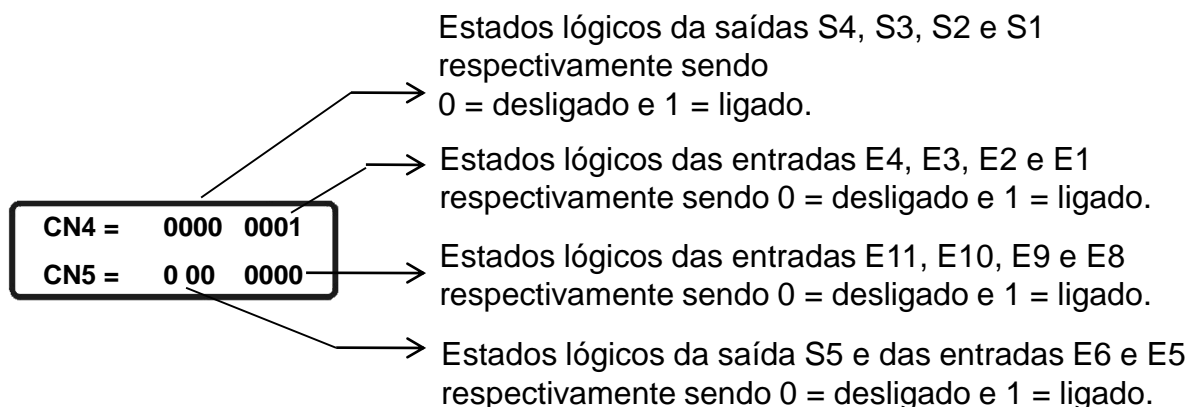 Estados lógicos da saídas S4, S3, S2 e S1
respectivamente sendo
0 = desligado e 1 = ligado.
Estados lógicos das entradas E4, E3, E2 e E1
respectivamente sendo 0 = desligado e 1 = ligado.
CN4 = 0000 0001
CN5 = 0 00 0000
Estados lógicos das entradas E11, E10, E9 e E8
respectivamente sendo 0 = desligado e 1 = ligado.
Estados lógicos da saída S5 e das entradas E6 e E5
respectivamente sendo 0 = desligado e 1 = ligado.